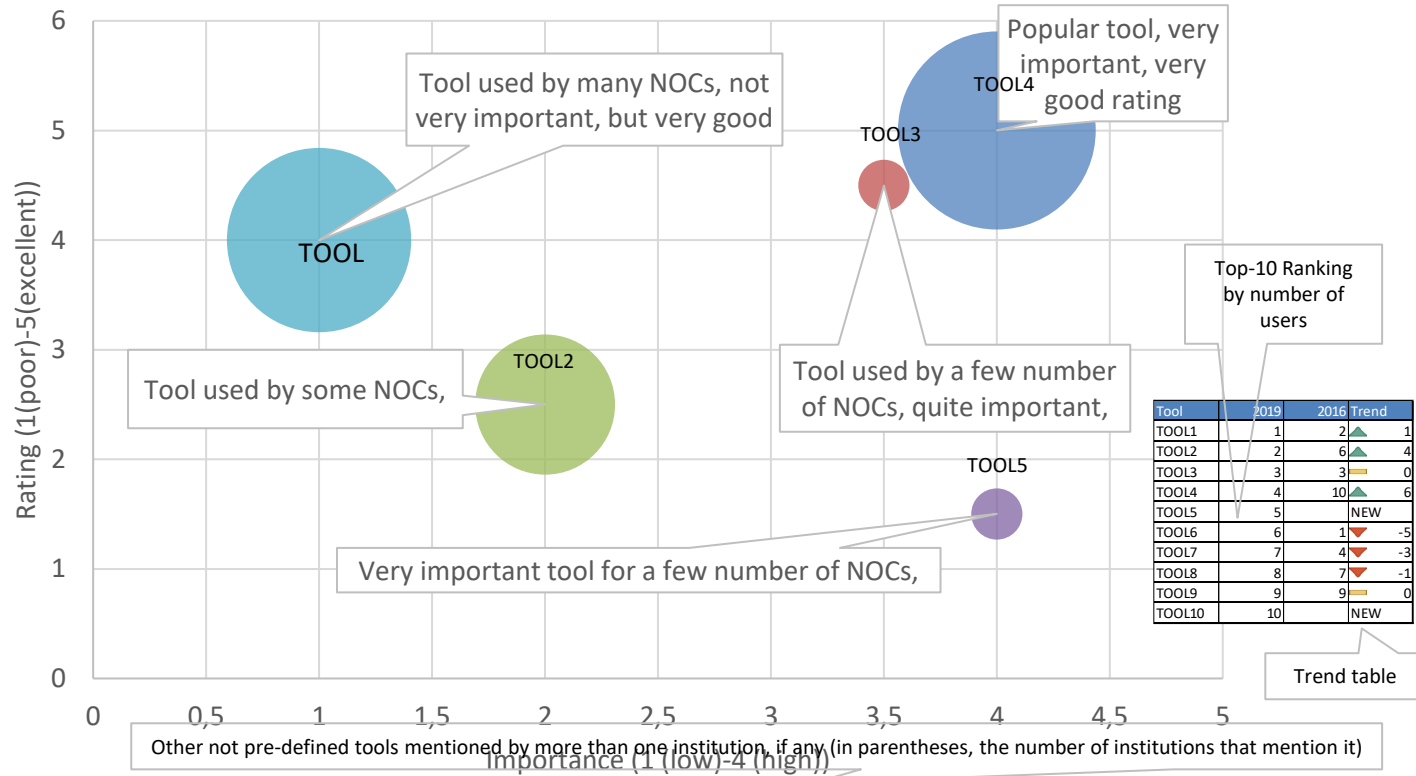 Popular tool, very
important, very
good rating
Tool used by many NOCs, not
very important, but very good
TOOL4
TOOL3
TOOL
Top-10 Ranking
by number of
users
TOOL2
Tool used by some NOCs,
Tool used by a few number
of NOCs, quite important,
TOOL5
Very important tool for a few number of NOCs,
Rating (1(poor)-5(excellent))
6
5
4
3
2
1
0
Tool 2019 2016 Trend
TOOL1 1 2 1
TOOL2 2 6 4
TOOL3 3 3 0
TOOL4 4 10 6
TOOL5 5 NEW
TOOL6 6 1 -5
TOOL7 7 4 -3
TOOL8 8 7 -1
TOOL9 9 9 0
TOOL10 10 NEW
Trend table
0 0,5 1 1,5 2 2,5 3 3,5 4 4,5 5
Other not pre-defined tools mentioned by more than one institution, if any (in parentheses, the number of institutions that mention it)
Importance (1 (low)-4 (high))